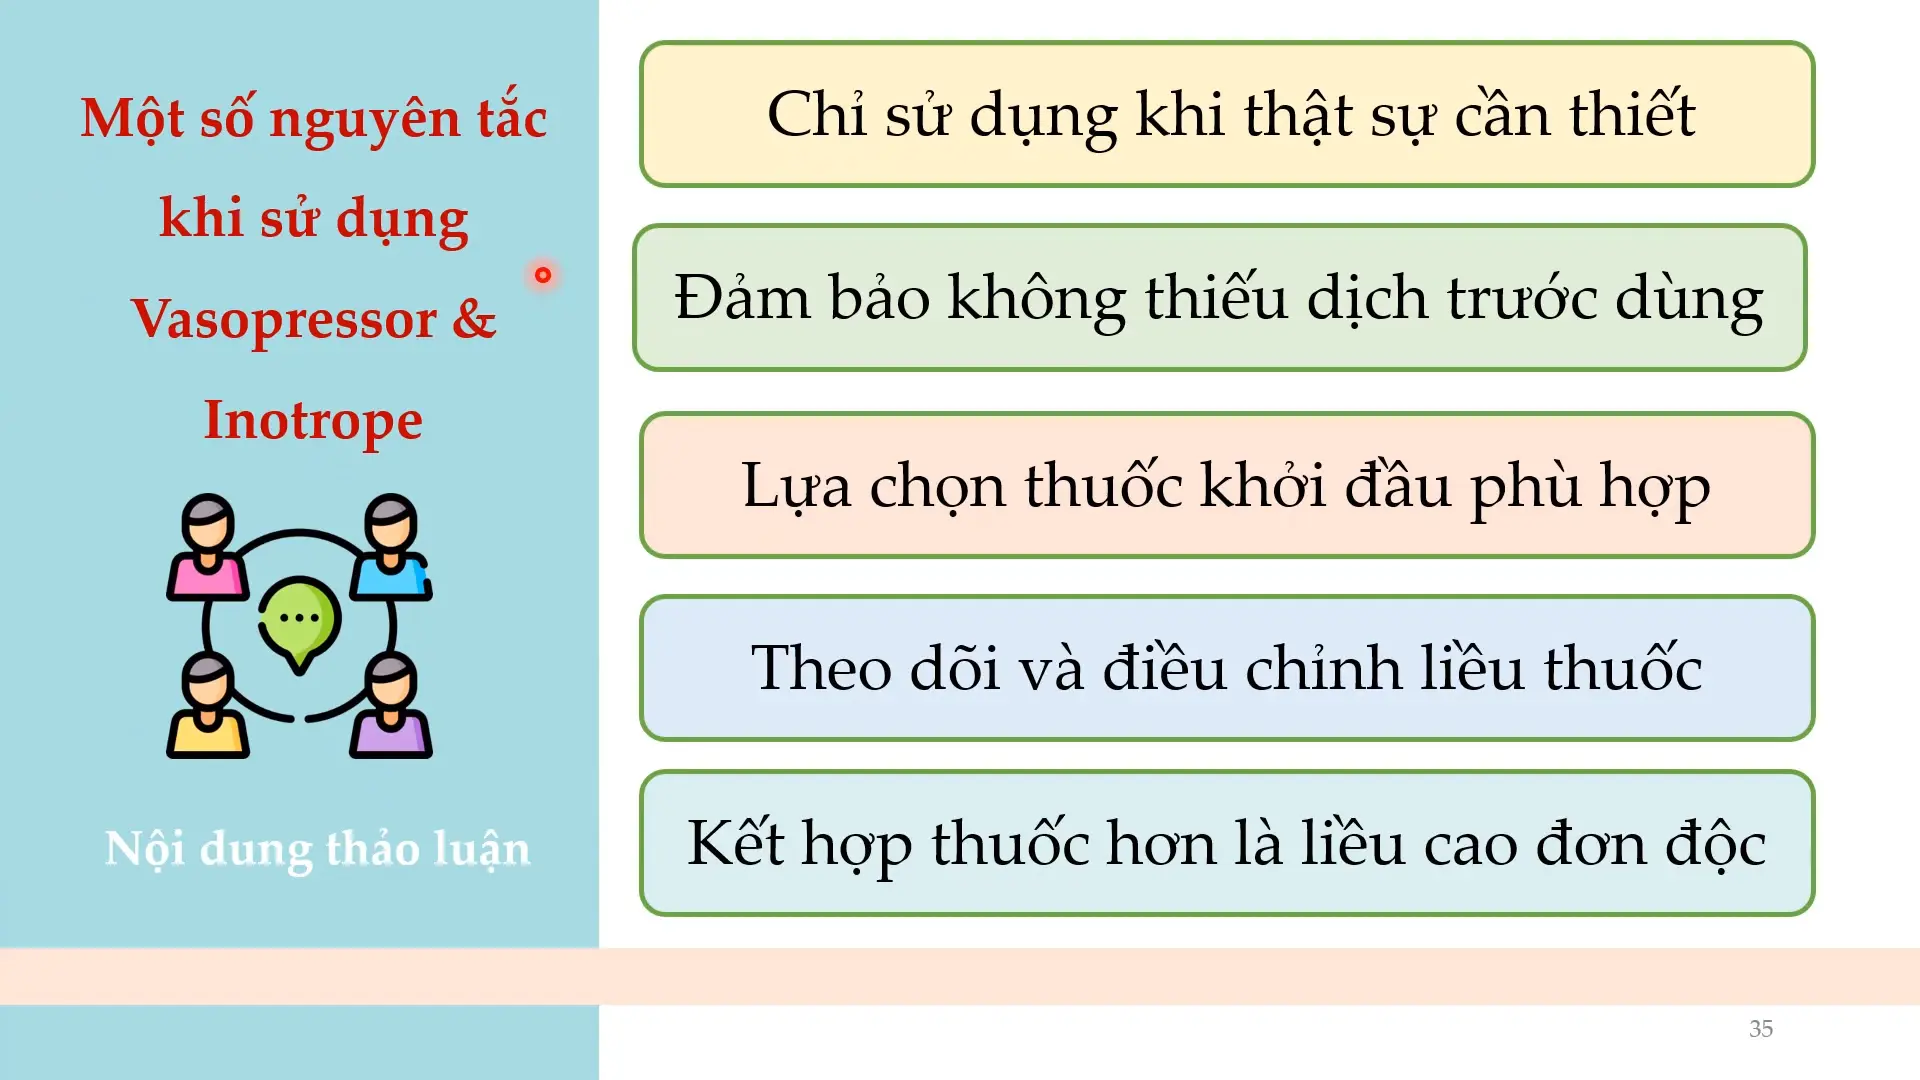 Một số nguyên tắc
khi sử dụng
Vasopressor &
Inotrope
Nội dung thảo luận
Chỉ sử dụng khi thật sự cần thiết
Đảm bảo không thiếu dịch trước dùng
Lựa chọn thuốc khởi đầu phù hợp
Theo dõi và điều chỉnh liều thuốc
Kết hợp thuốc hơn là liều cao đơn độc
35